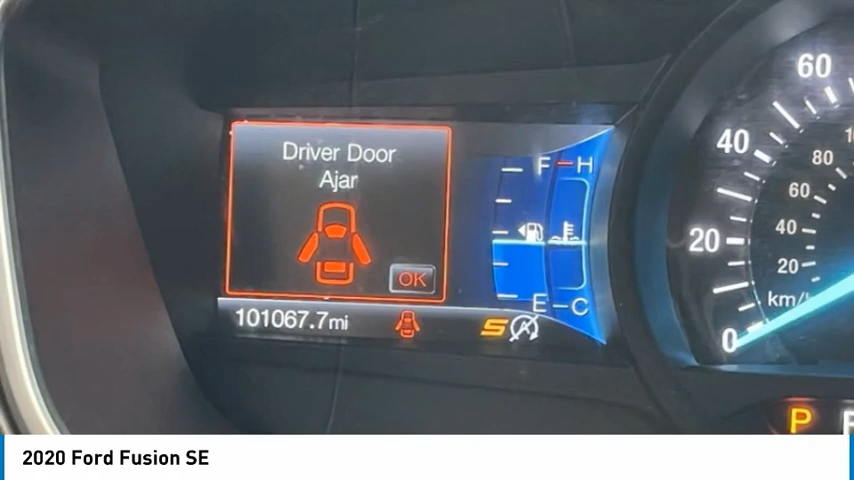 Driver Door
Ajar
OK
101067.7mi
S A
F H
E C
60
40
20
0
80
60
40
20
km/
P
2020 Ford Fusion SE